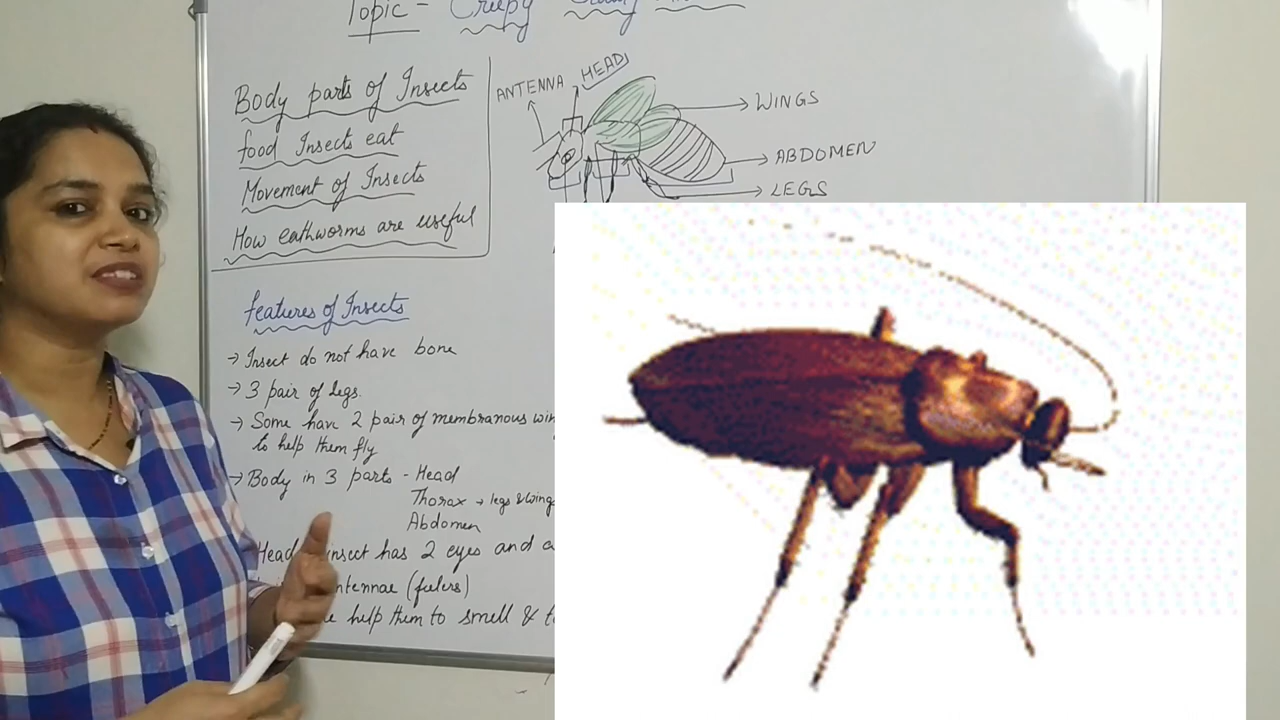 Topic - Creepy
Body parts of Insects
food Insects eat
Movement of Insects
How eathworms are useful
ANTENNA
HEAD
WINGS
ABDOMEN
LEGS
features of Insects
→ Insect do not have bone
→ 3 pair of legs.
→ Some have 2 pair of membranous
to help them fly
→ Body in 3 parts - Head
Thorax → legs &
Abdomen
Head insect has 2 eyes and
(feelers)
help them to smell &